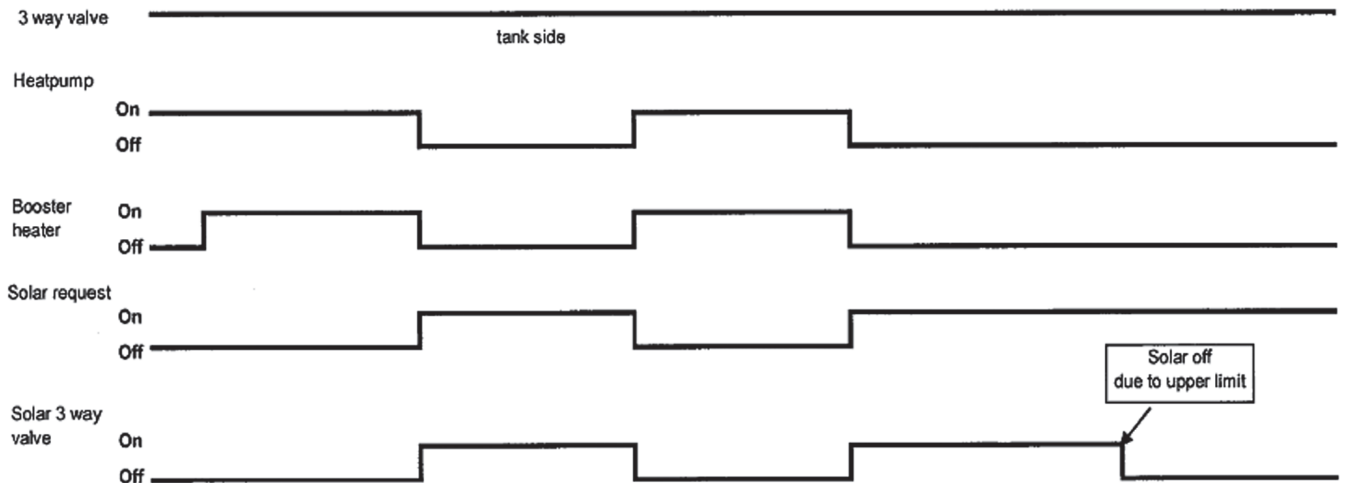 3 way valve
tank side
Heatpump
On
Off
Booster
heater
On
Off
Solar request
On
Off
Solar off
due to upper limit
Solar 3 way
valve
On
Off